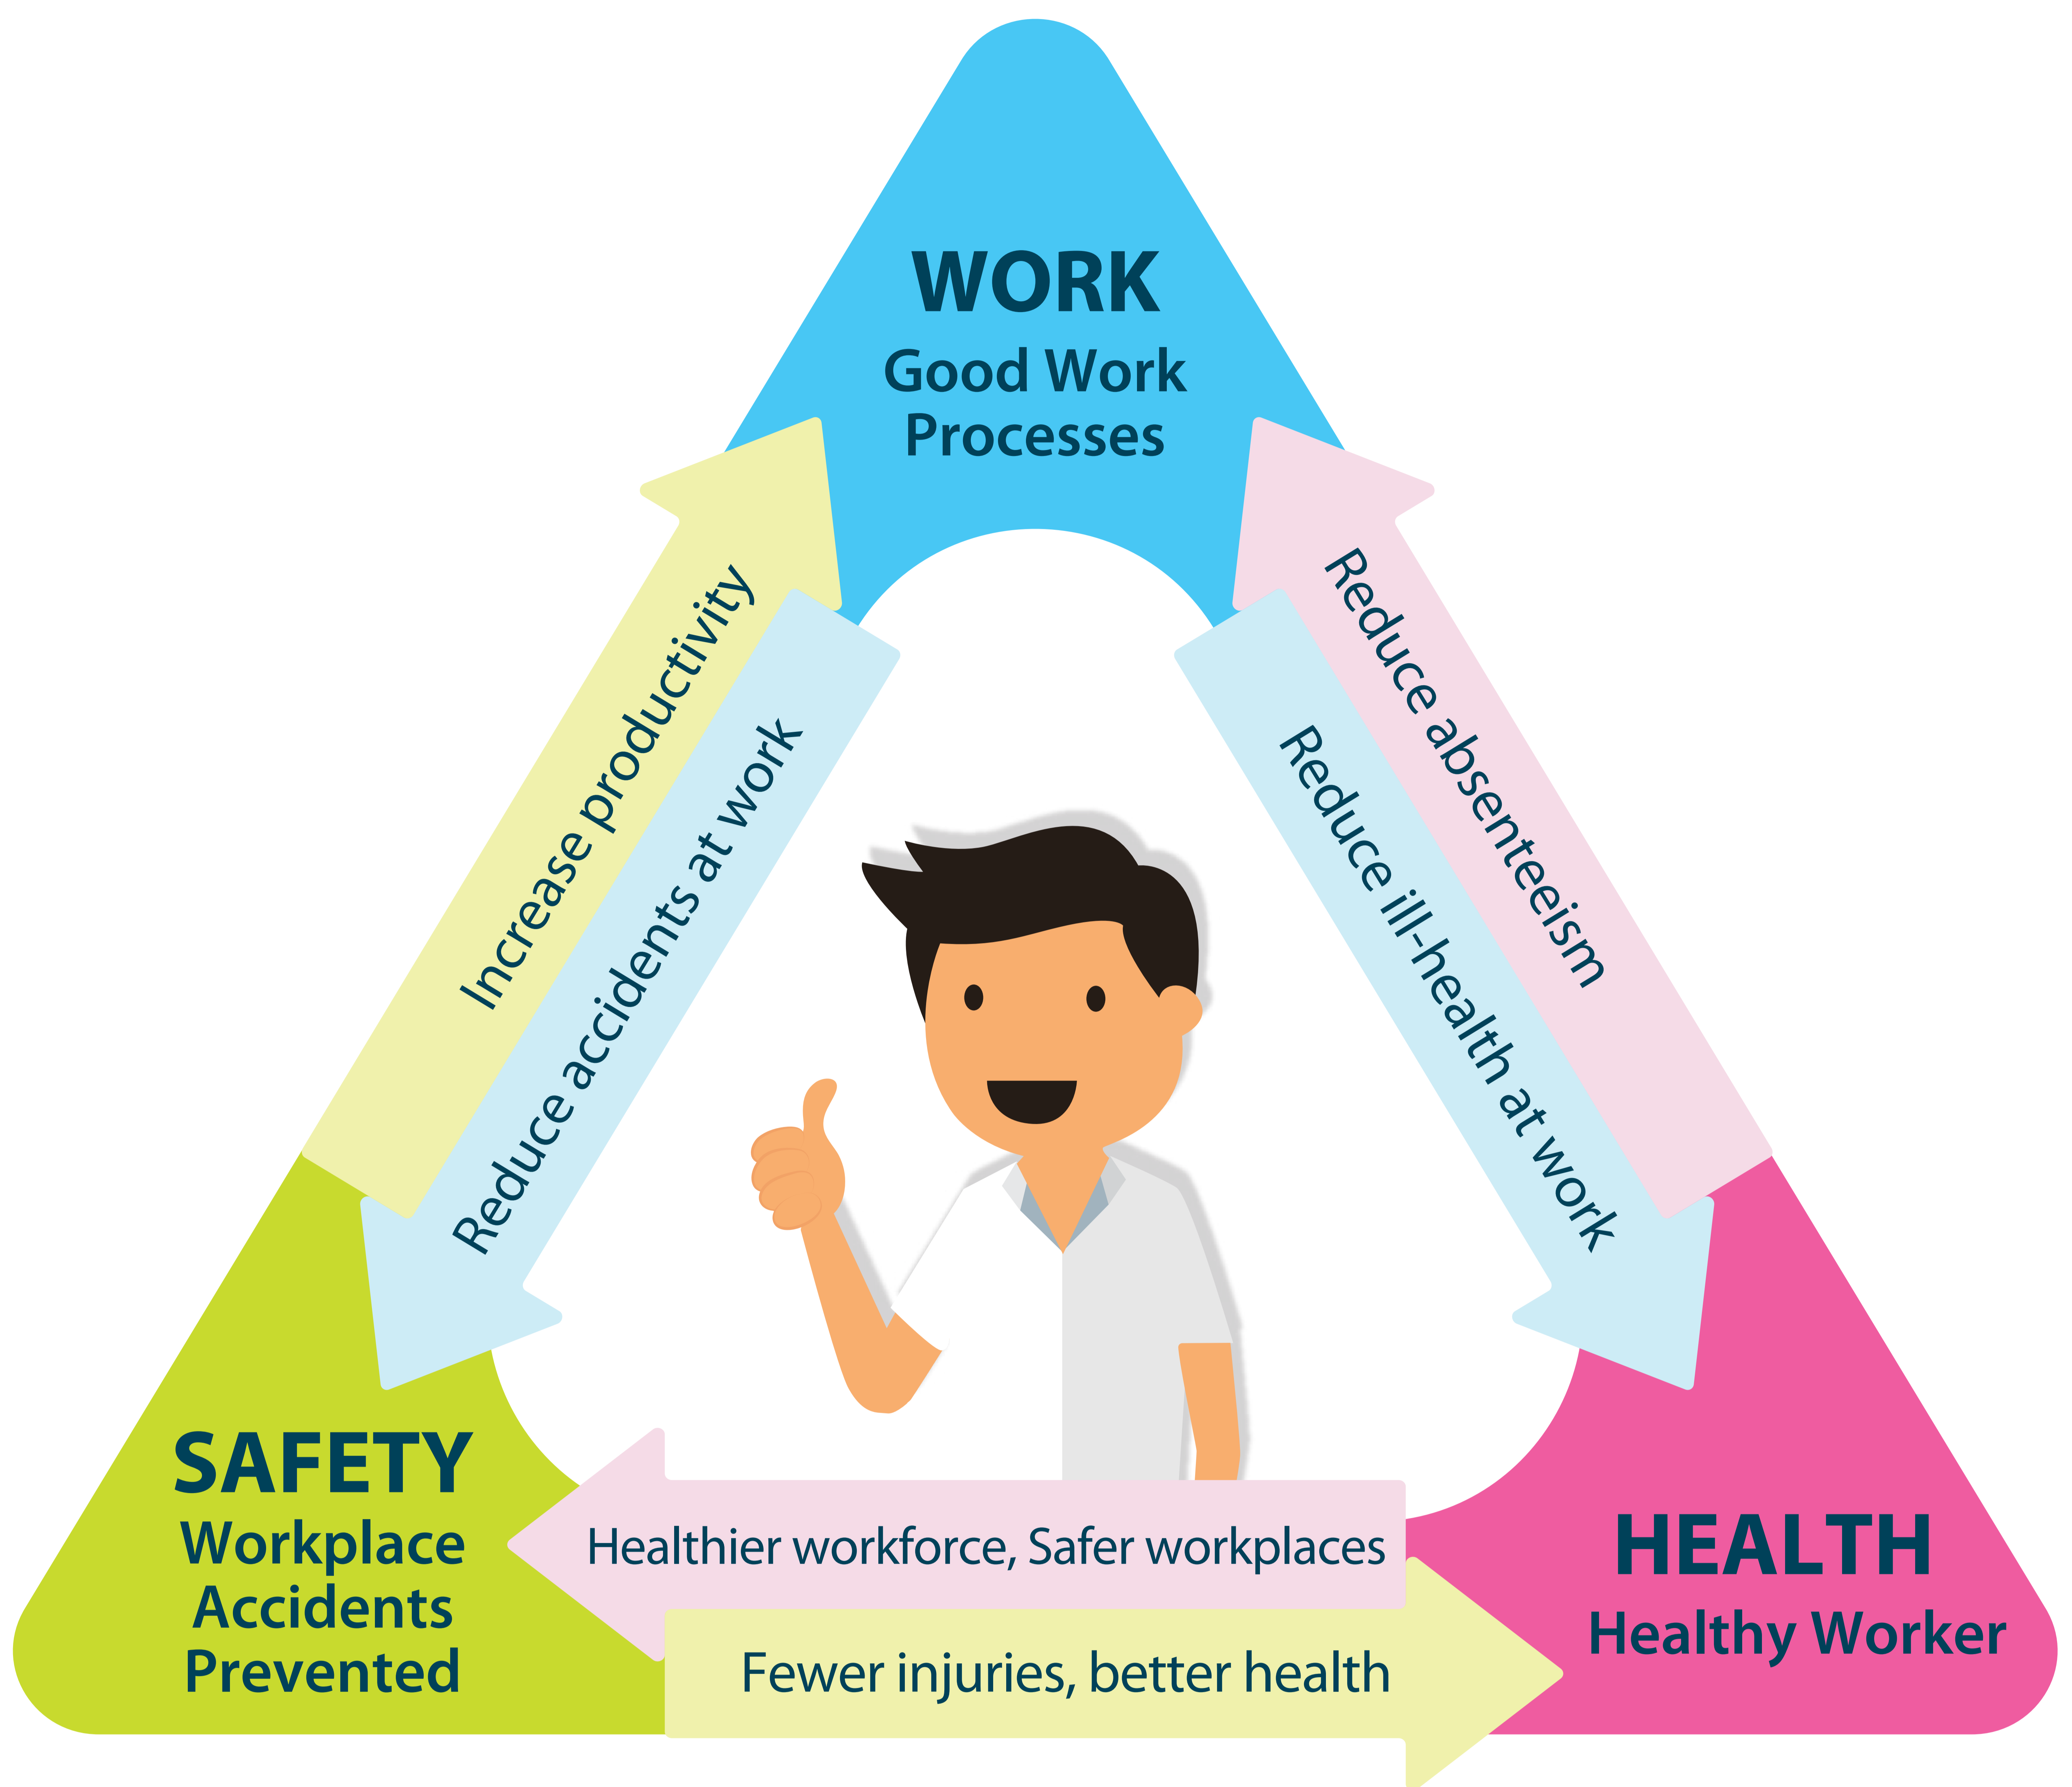 WORK
Good Work
Processes
Increase productivity
Reduce accidents at work
Reduce absenteeism
Reduce ill-health at work
SAFETY
Workplace
Accidents
Prevented
Healthier workforce, Safer workplaces
Fewer injuries, better health
HEALTH
Healthy Worker